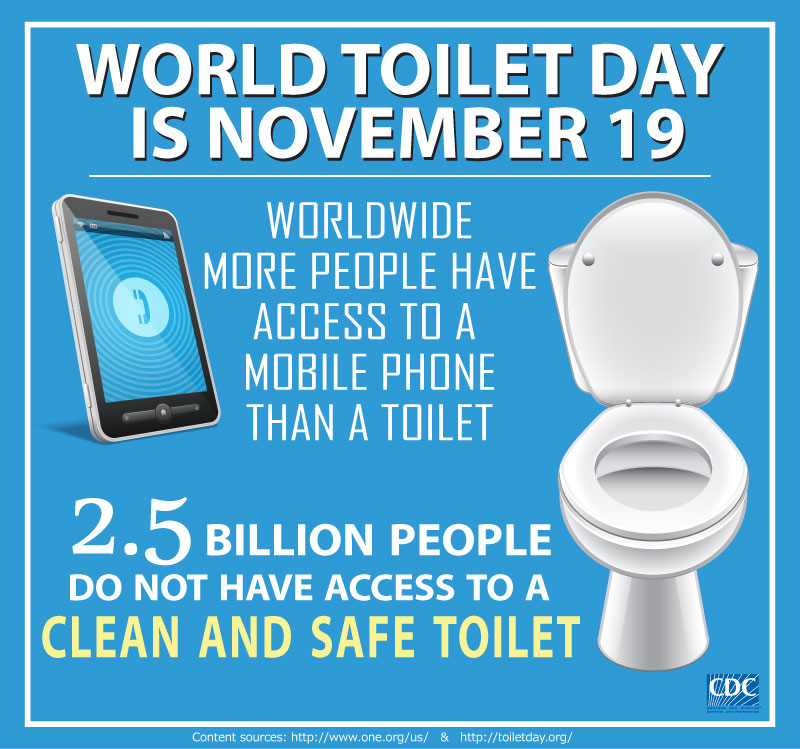 WORLD TOILET DAY
IS NOVEMBER 19
WORLDWIDE
MORE PEOPLE HAVE
ACCESS TO A
MOBILE PHONE
THAN A TOILET
2.5 BILLION PEOPLE
DO NOT HAVE ACCESS TO A
CLEAN AND SAFE TOILET
CDC
Content sources: http://www.one.org/us/ & http://toiletday.org/